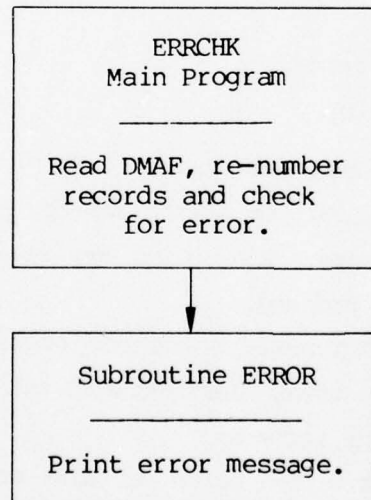 ERRCHK
Main Program
Read DMAF, re-number
records and check
for error.
Subroutine ERROR
Print error message.